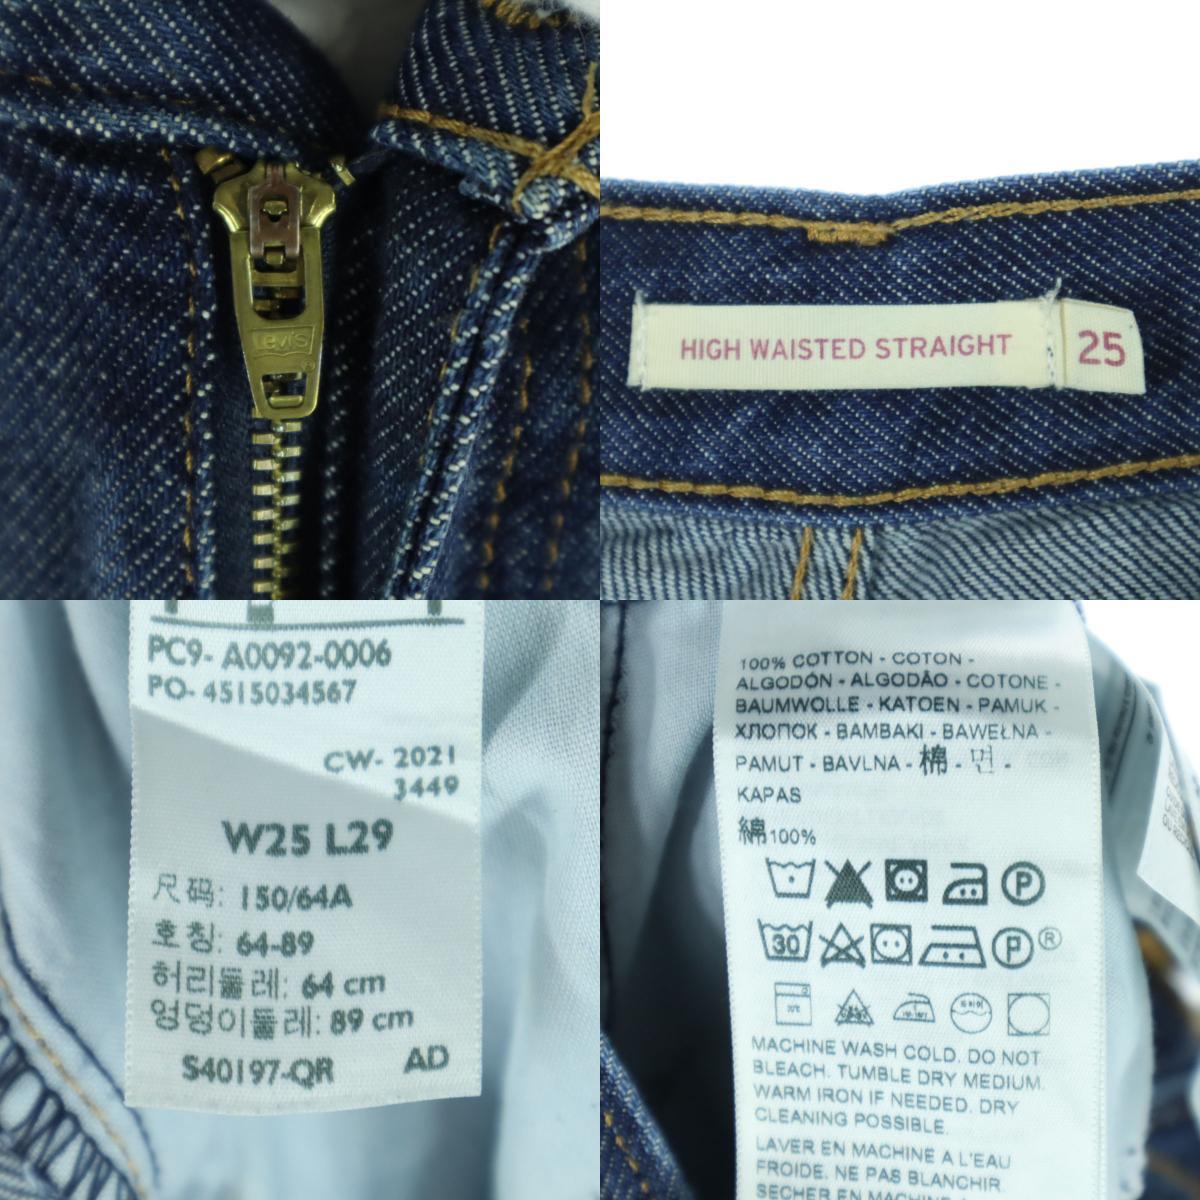 Levi's
HIGH WAISTED STRAIGHT
25
PC9- A0092-0006
PO- 4515034567
CW- 2021
3449
W25 L29
尺码: 150/64A
호칭: 64-89
허리둘레: 64 cm
엉덩이둘레: 89 cm
S40197-QR AD
100% COTTON - COTON -
ALGODÓN - ALGODÃO - COTONE -
BAUMWOLLE - KATOEN - PAMUK -
ХЛОПОК - BAMBAKI - BAWEŁNA -
PAMUT - BAVLNA - 棉 - 면 -
KAPAS
綿100%
P
30
P ®
MACHINE WASH COLD. DO NOT
BLEACH. TUMBLE DRY MEDIUM.
WARM IRON IF NEEDED. DRY
CLEANING POSSIBLE.
LAVER EN MACHINE A L'EAU
FROIDE. NE PAS BLANCHIR.
SECHER EN MACHINE A